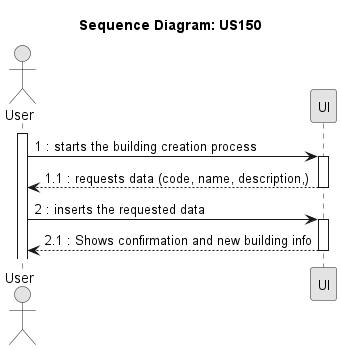 Sequence Diagram: US150
User
UI
1 : starts the building creation process
1.1 : requests data (code, name, description,)
2 : inserts the requested data
2.1 : Shows confirmation and new building info
User
UI